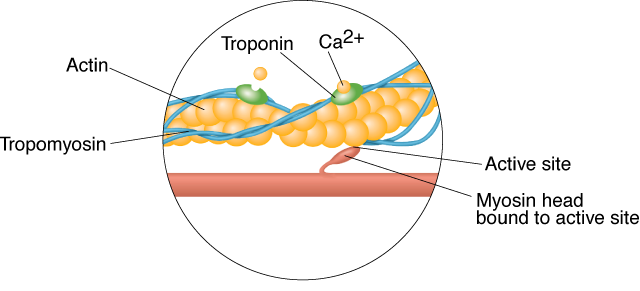 Troponin
Ca2+
Actin
Tropomyosin
Active site
Myosin head
bound to active site